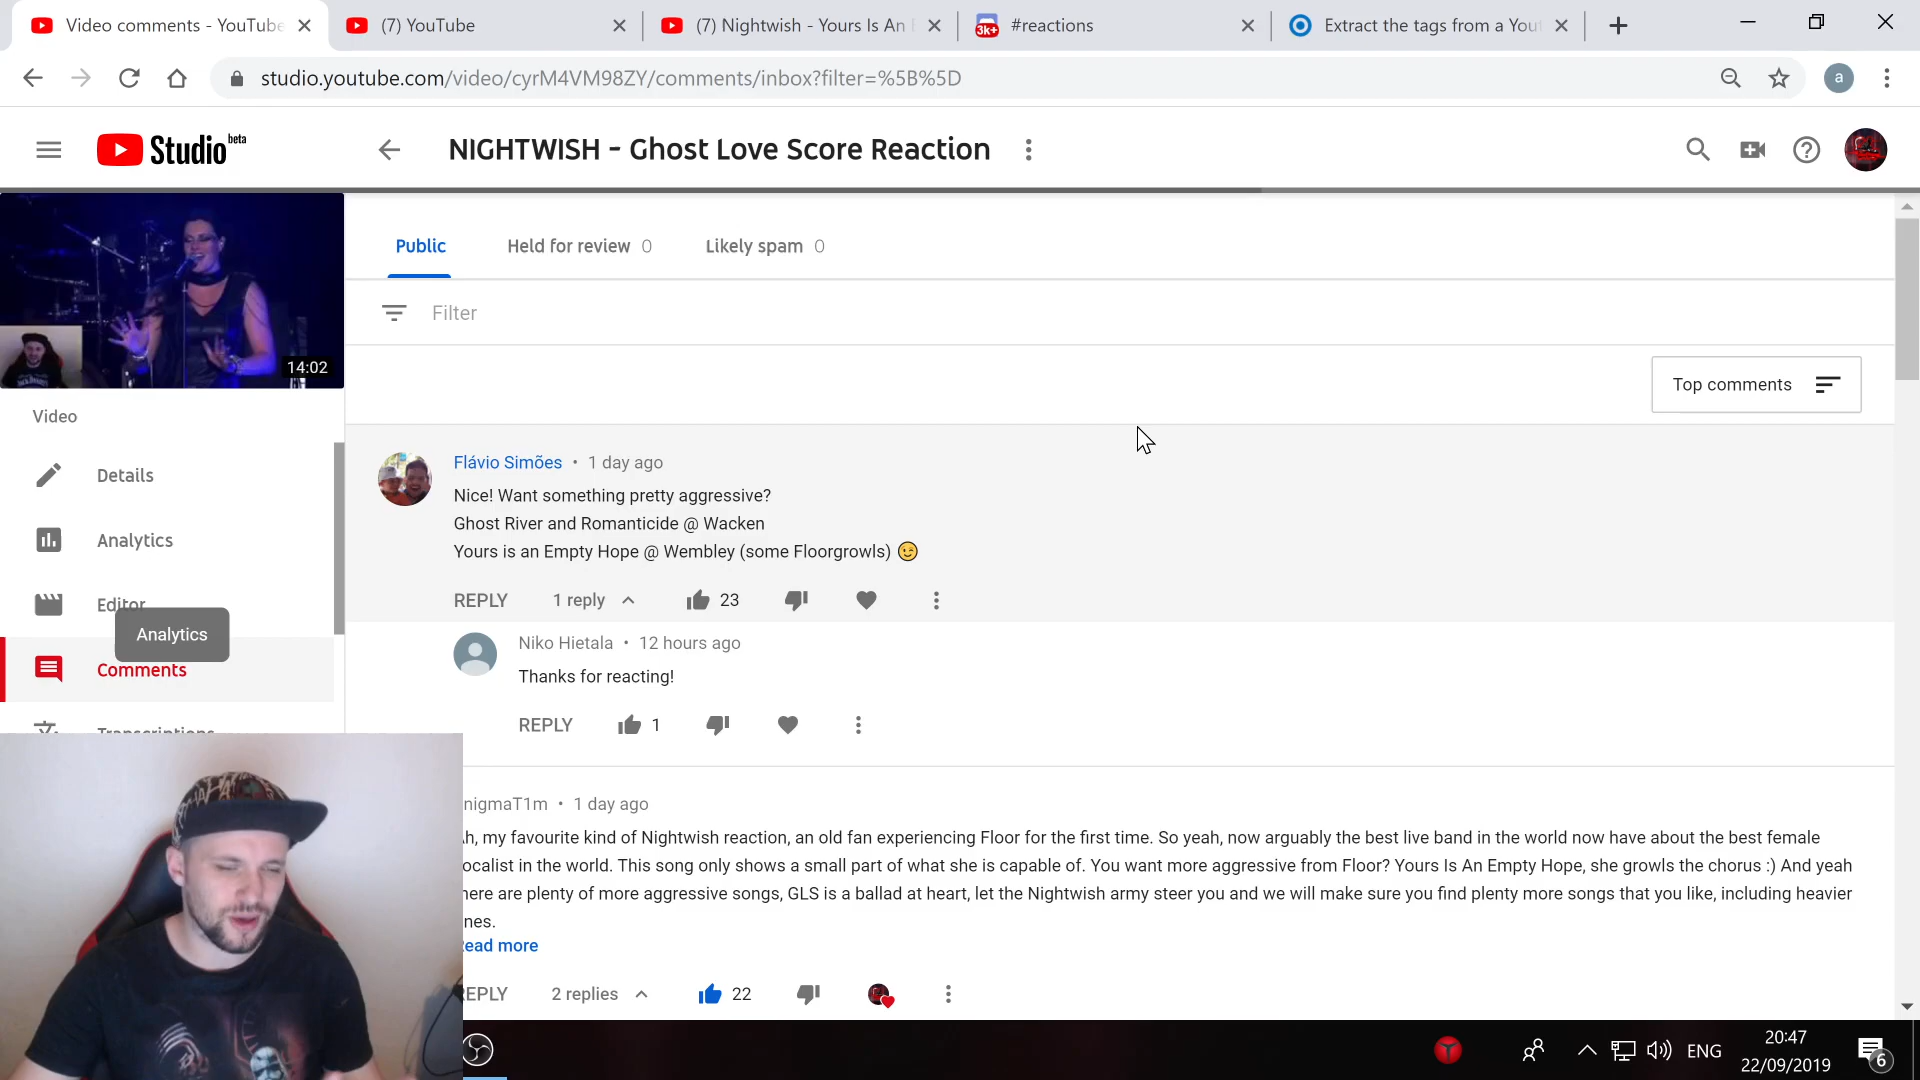 Video comments - YouTube
(7) YouTube
(7) Nightwish - Yours Is An
3k+
#reactions
Extract the tags from a You
studio.youtube.com/video/cyrM4VM98ZY/comments/inbox?filter=%5B%5D
a
Studio beta
NIGHTWISH - Ghost Love Score Reaction
14:02
Video
Details
Analytics
Editor
Analytics
Comments
Transcriptions
Public
Held for review 0
Likely spam 0
Filter
Top comments
Flávio Simões • 1 day ago
Nice! Want something pretty aggressive?
Ghost River and Romanticide @ Wacken
Yours is an Empty Hope @ Wembley (some Floorgrowls) 😉
REPLY 1 reply 23
Niko Hietala • 12 hours ago
Thanks for reacting!
REPLY 1
nigmaT1m • 1 day ago
h, my favourite kind of Nightwish reaction, an old fan experiencing Floor for the first time. So yeah, now arguably the best live band in the world now have about the best female
ocalist in the world. This song only shows a small part of what she is capable of. You want more aggressive from Floor? Yours Is An Empty Hope, she growls the chorus :) And yeah
here are plenty of more aggressive songs, GLS is a ballad at heart, let the Nightwish army steer you and we will make sure you find plenty more songs that you like, including heavier
nes.
ead more
EPLY 2 replies 22
ENG
20:47
22/09/2019
6